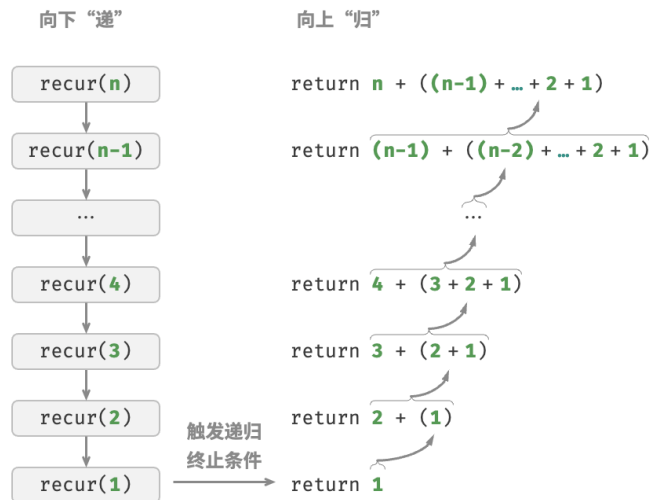 向下“递” 向上“归”
recur(n) return n + ((n-1) + … + 2 + 1)
recur(n-1) return (n-1) + ((n-2) + … + 2 + 1)
… …
recur(4) return 4 + (3 + 2 + 1)
recur(3) return 3 + (2 + 1)
recur(2) return 2 + (1)
触发递归
终止条件
recur(1) return 1